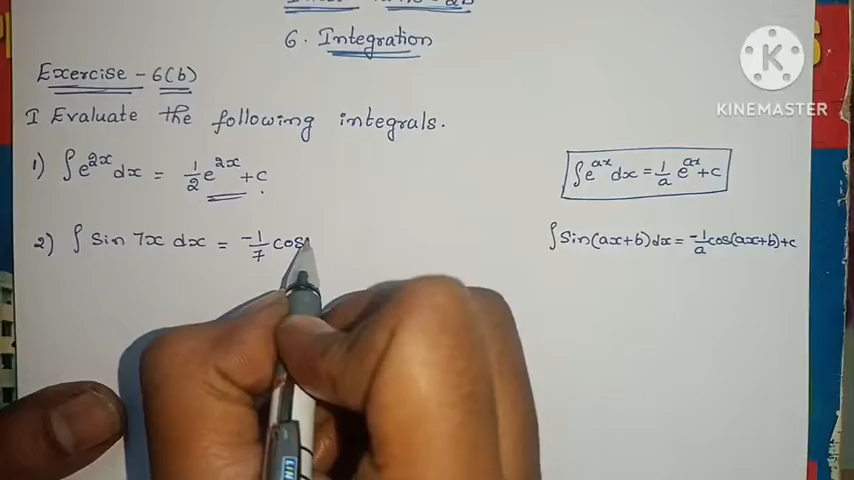 6. Integration
Exercise - 6(b)
I Evaluate the following integrals.
1) ∫e^{2x} dx = 1/2 e^{2x} + c.
∫e^{ax} dx = 1/a e^{ax} + c
2) ∫ Sin 7x dx = -1/7 cos
∫Sin(ax+b)dx = -1/a cos(ax+b)+c
K
KINEMASTER
LIN